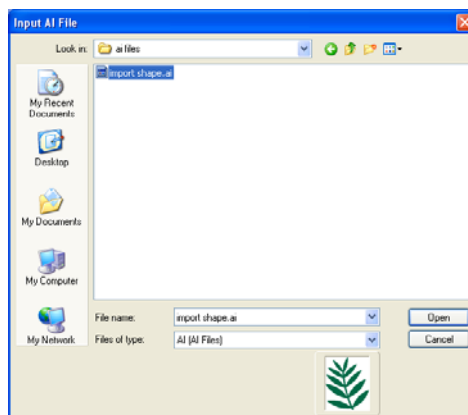 Input AI File
Look in: ai files
import shape.ai
My Recent
Documents
Desktop
My Documents
My Computer
My Network
File name: import shape.ai Open
Files of type: AI (AI Files) Cancel